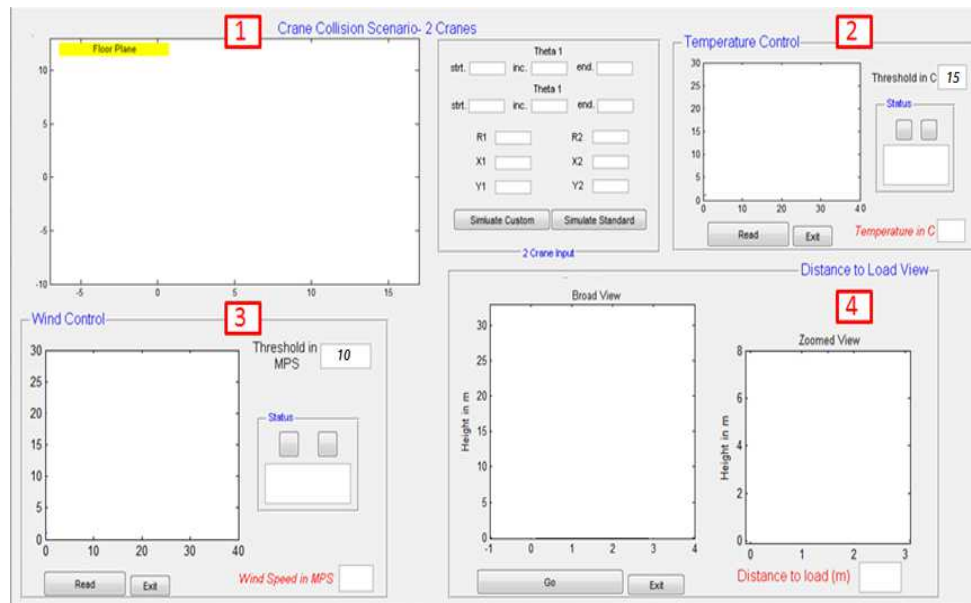 1
Crane Collision Scenario- 2 Cranes
Floor Plane
10
5
0
-5
-10
-5
0
5
10
15
Theta 1
strt.
inc.
end.
Theta 1
strt.
inc.
end.
R1
R2
X1
X2
Y1
Y2
Simluate Custom
Simulate Standard
2 Crane Input
2
Temperature Control
30
25
20
15
10
5
0
0
10
20
30
40
Threshold in C
15
Status
Read
Exit
Temperature in C
3
Wind Control
30
25
20
15
10
5
0
0
10
20
30
40
Threshold in
MPS
10
Status
Read
Exit
Wind Speed in MPS
Distance to Load View
4
Broad View
Height in m
30
25
20
15
10
5
0
-1
0
1
2
3
4
Go
Exit
Zoomed View
Height in m
8
6
4
2
0
0
1
2
3
Distance to load (m)